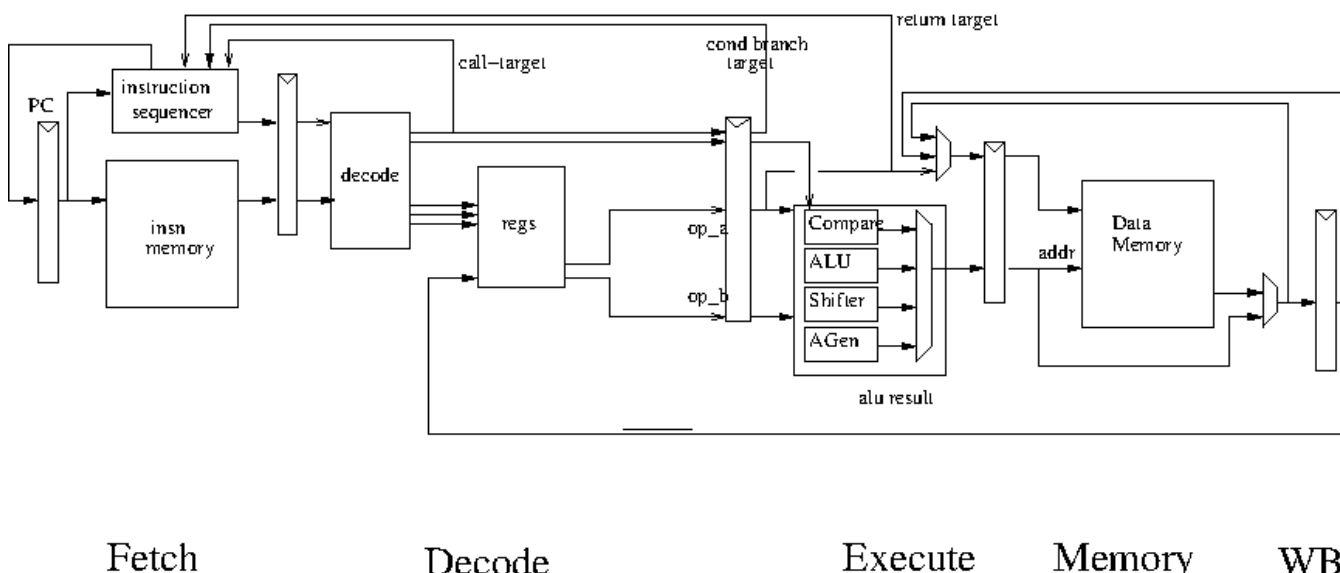 return target
cond branch
target
call-target
instruction
sequencer
PC
decode
insn
memory
regs
op_a
op_b
Compare
ALU
Shifter
AGen
alu result
addr
Data
Memory
Fetch
Decode
Execute
Memory
WB